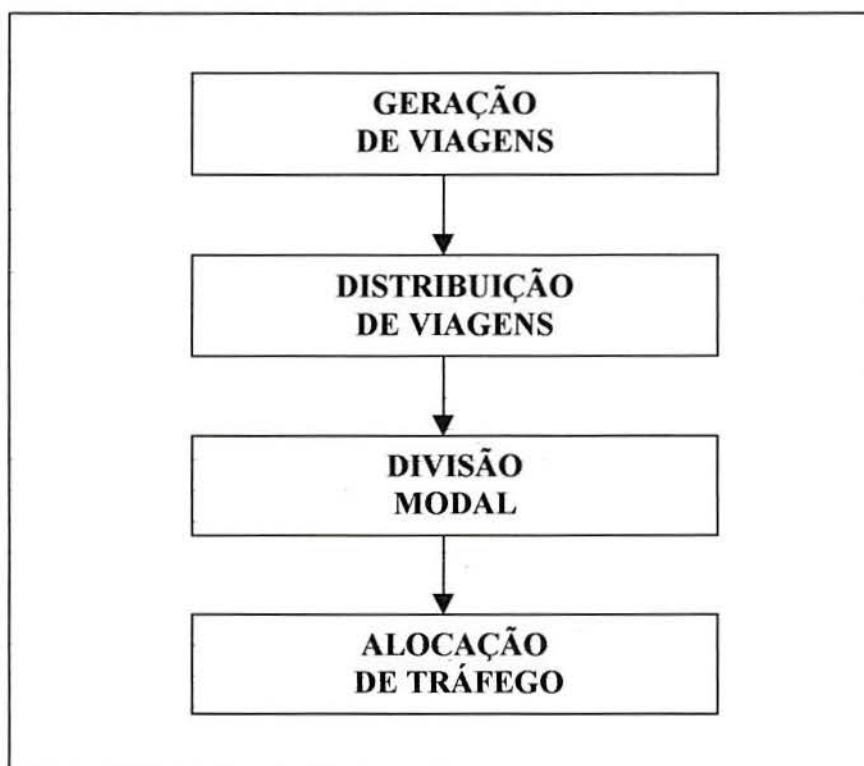 GERAÇÃO
DE VIAGENS
DISTRIBUIÇÃO
DE VIAGENS
DIVISÃO
MODAL
ALOCAÇÃO
DE TRÁFEGO